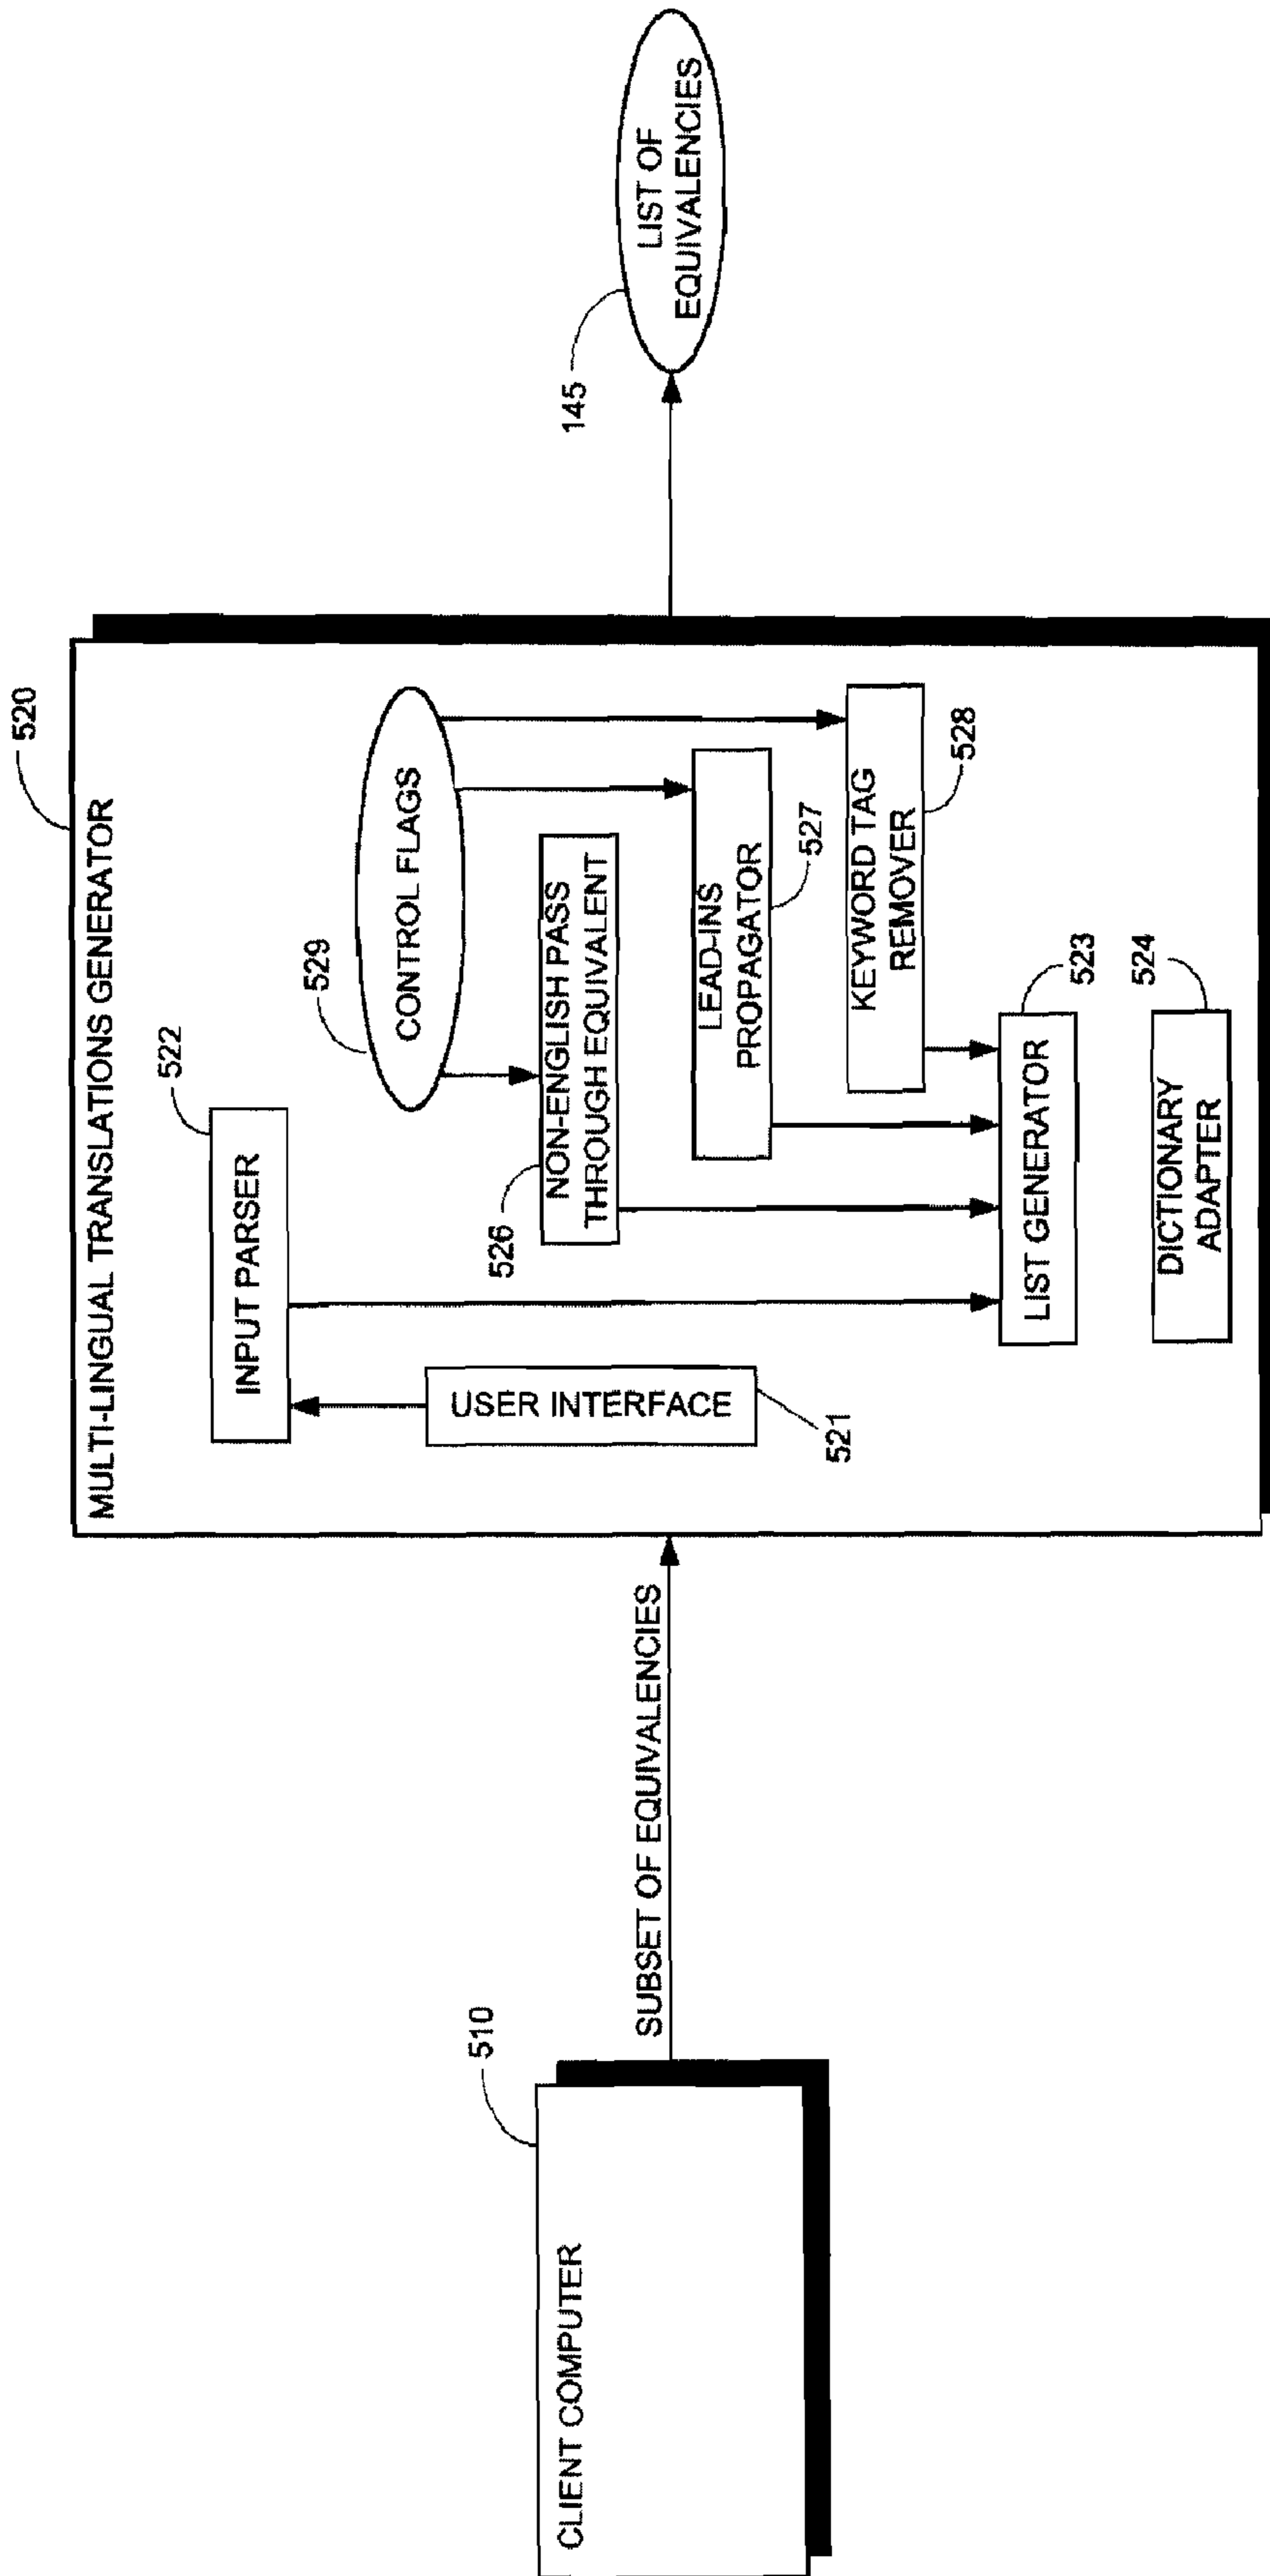 CLIENT COMPUTER
510
SUBSET OF EQUIVALENCIES
MULTI-LINGUAL TRANSLATIONS GENERATOR
520
INPUT PARSER
522
USER INTERFACE
521
CONTROL FLAGS
529
NON-ENGLISH PASS
THROUGH EQUIVALENT
526
LEAD-INS
PROPAGATOR
527
KEYWORD TAG
REMOVER
528
LIST GENERATOR
523
DICTIONARY
ADAPTER
524
LIST OF
EQUIVALENCIES
145